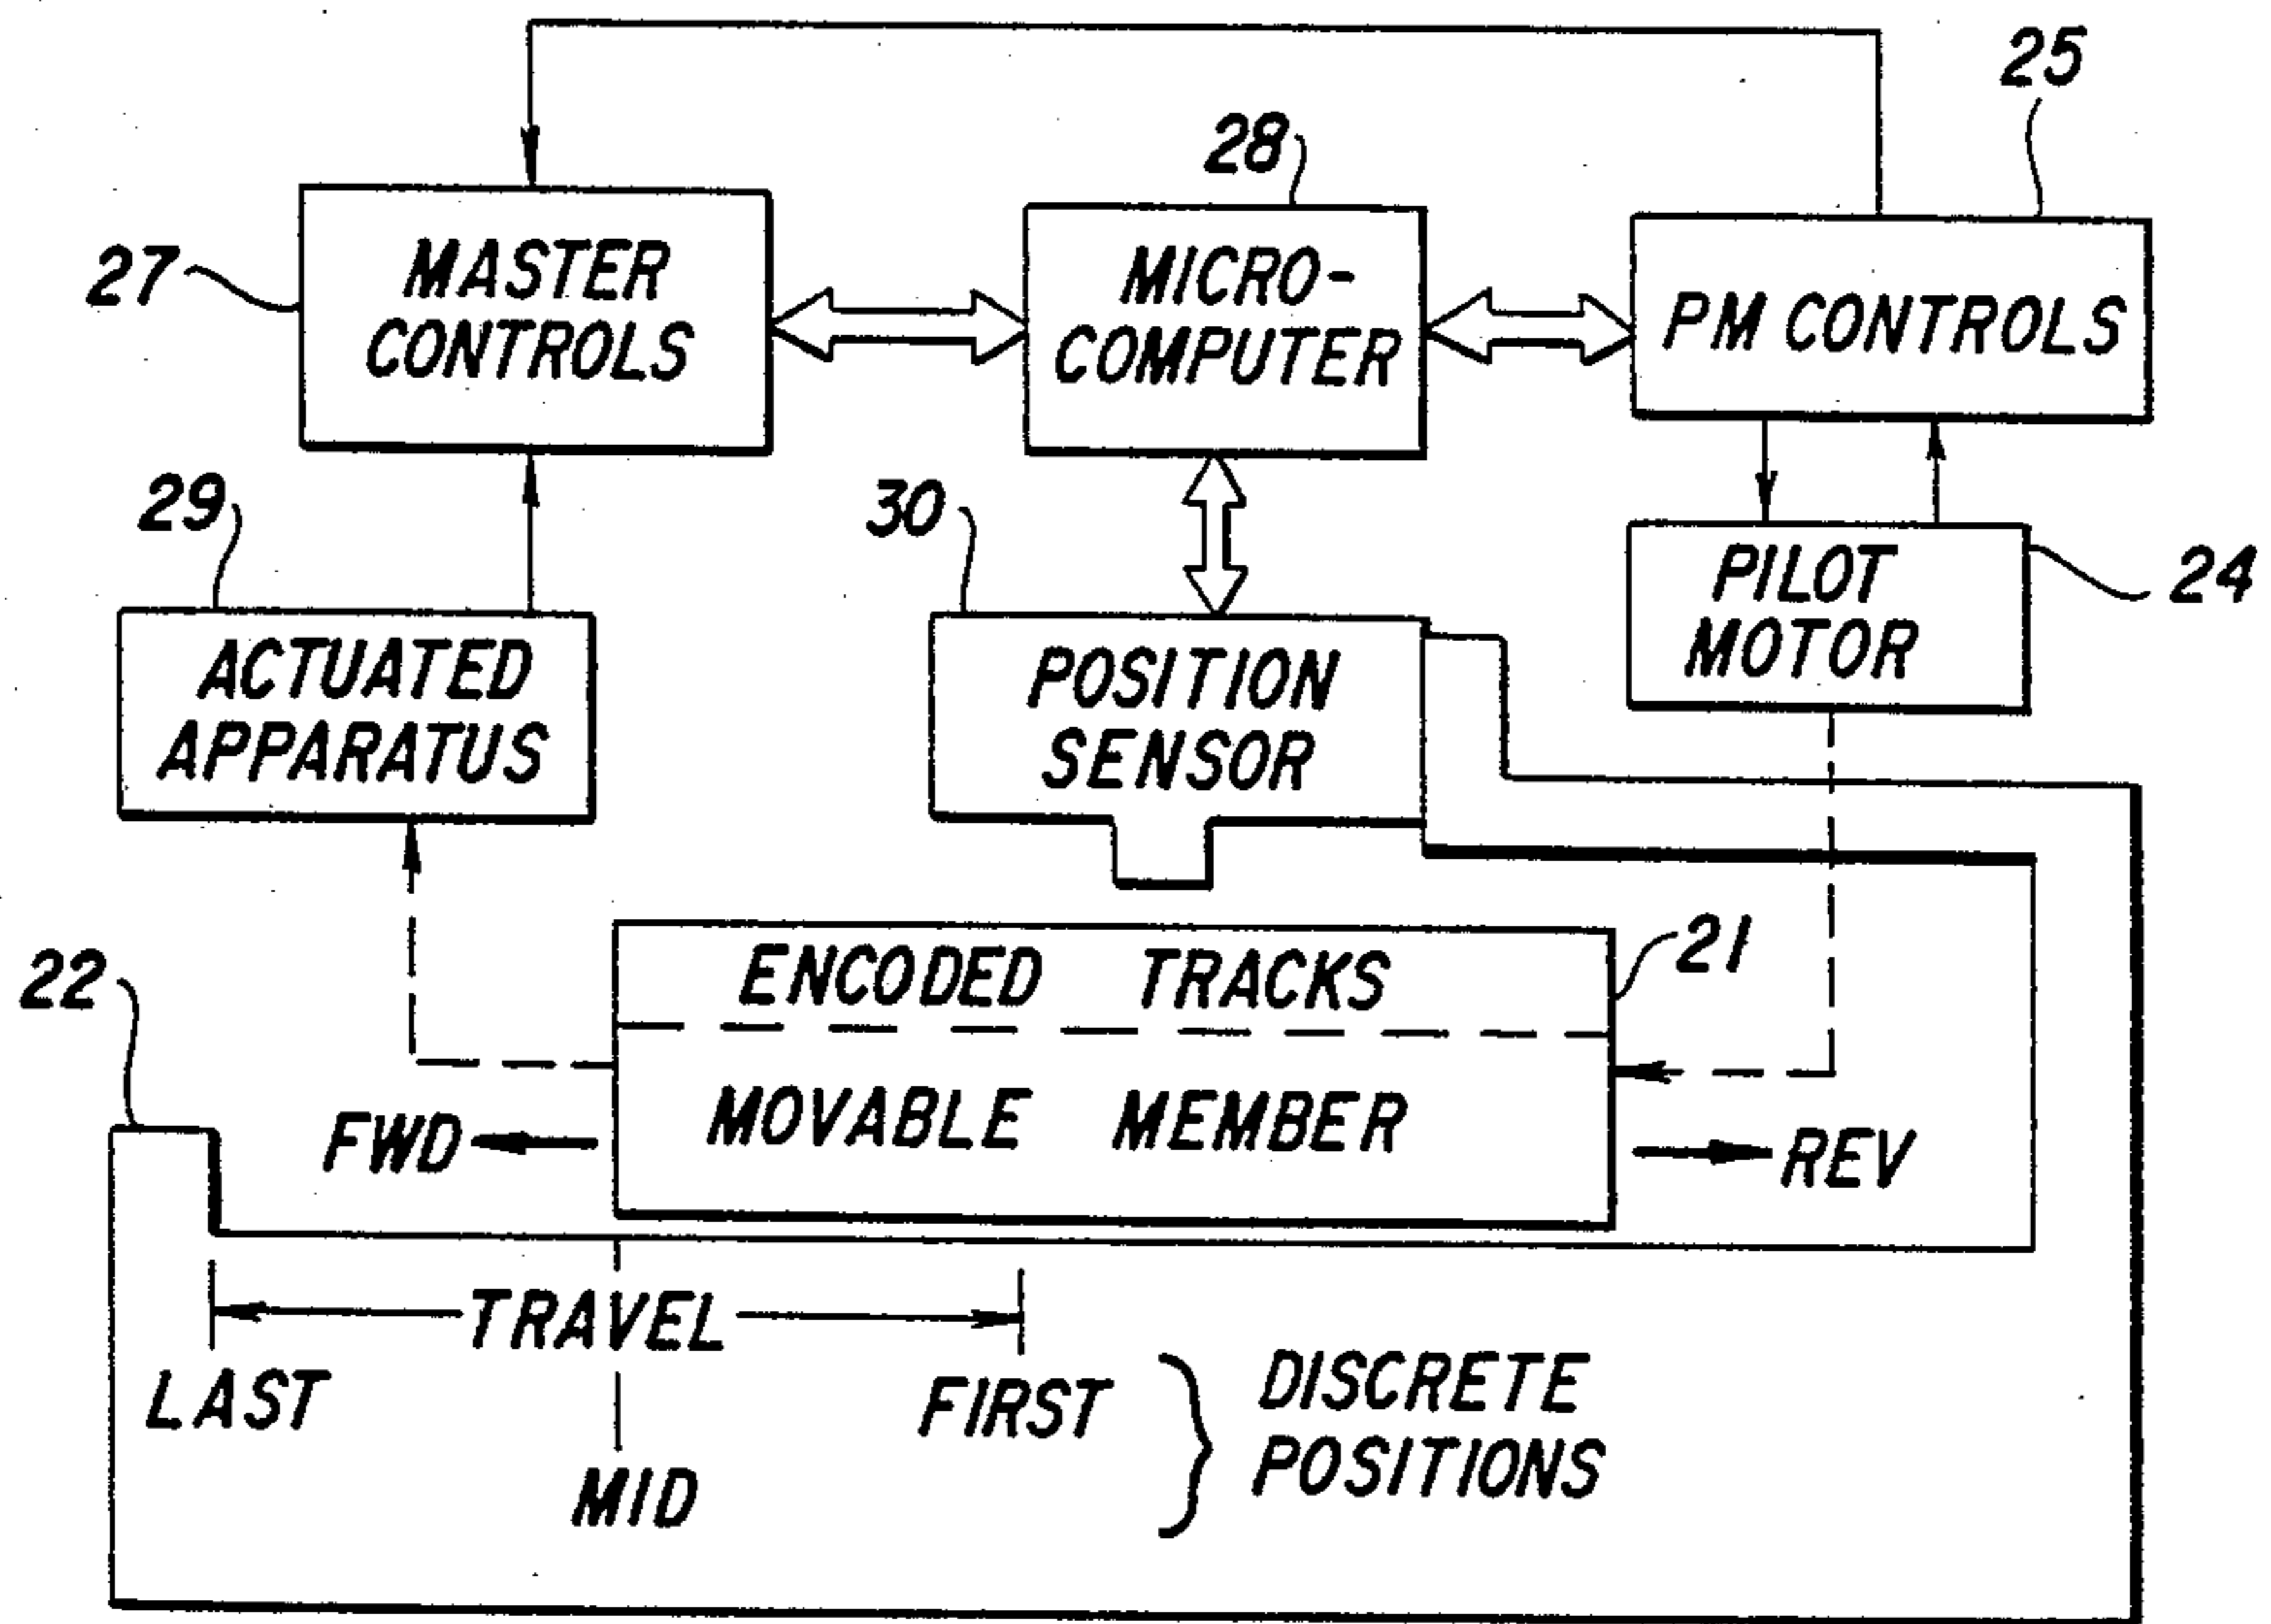 25
28
27
MASTER
CONTROLS
MICRO-
COMPUTER
PM CONTROLS
29
30
24
ACTUATED
APPARATUS
POSITION
SENSOR
PILOT
MOTOR
22
21
ENCODED TRACKS
MOVABLE MEMBER
FWD
REV
TRAVEL
LAST
FIRST
MID
DISCRETE
POSITIONS